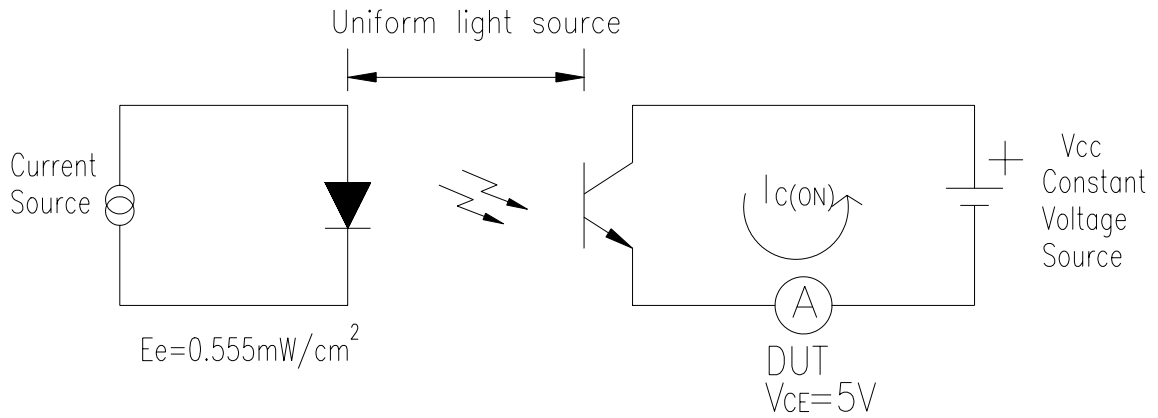 Uniform light source
Current
Source
IC(ON)
+
Vcc
Constant
Voltage
Source
A
Ee=0.555mW/cm²
DUT
VCE=5V